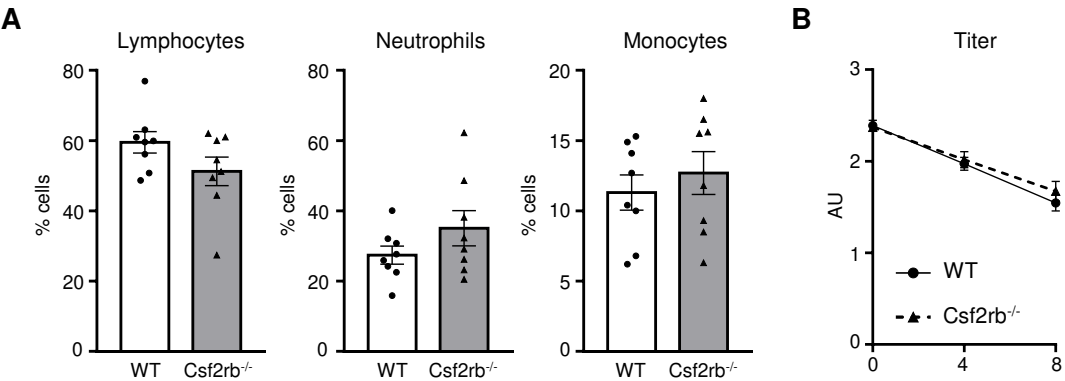 A
B
Lymphocytes
Neutrophils
Monocytes
Titer
80
60
40
20
0
% cells
WT
Csf2rb-/-
80
60
40
20
0
% cells
WT
Csf2rb-/-
20
15
10
5
0
% cells
WT
Csf2rb-/-
3
2
1
0
AU
WT
Csf2rb-/-
0
4
8